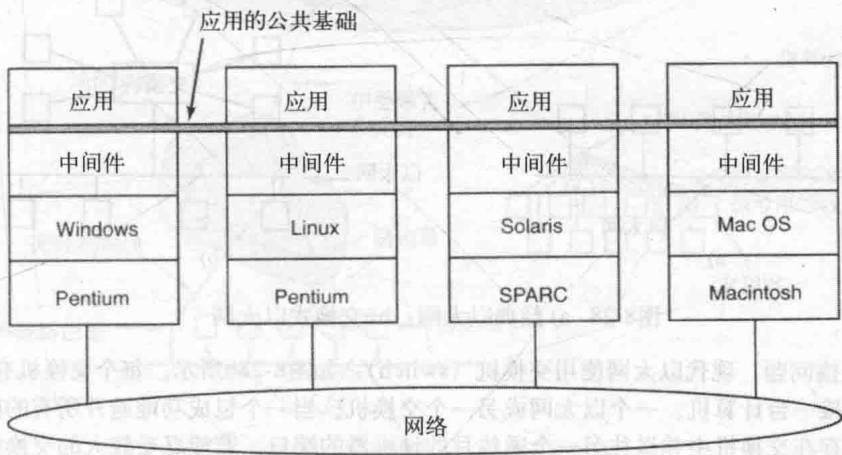 应用的公共基础
应用 应用 应用 应用
中间件 中间件 中间件 中间件
Windows Linux Solaris Mac OS
Pentium Pentium SPARC Macintosh
网络